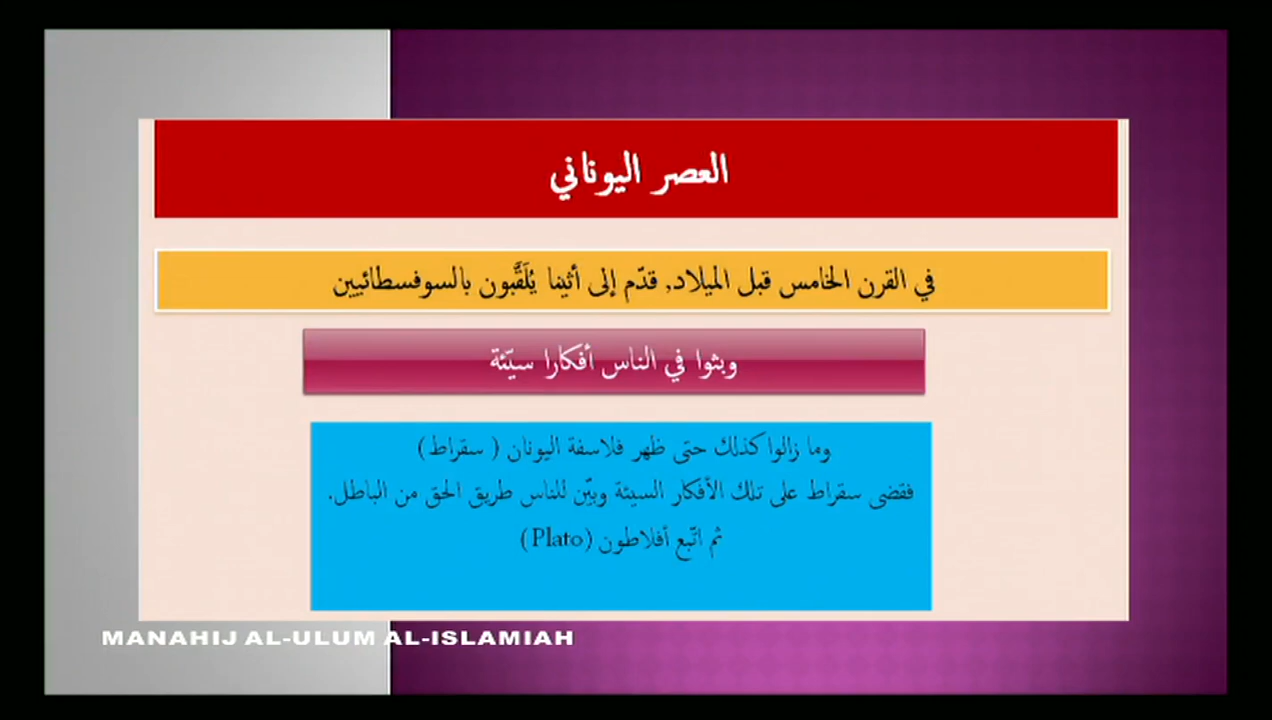 العصر اليوناني
في القرن الخامس قبل الميلاد, قدّم إلى أثينا يُلَقَّبون بالسوفسطائيين
وبثوا في الناس أفكارا سيّئة
وما زالوا كذلك حتى ظهر فلاسفة اليونان ( سقراط)
فقضى سقراط على تلك الأفكار السيئة وبيّن للناس طريق الحق من الباطل.
ثم اتّبع أفلاطون (Plato)
MANAHIJ AL-ULUM AL-ISLAMIAH